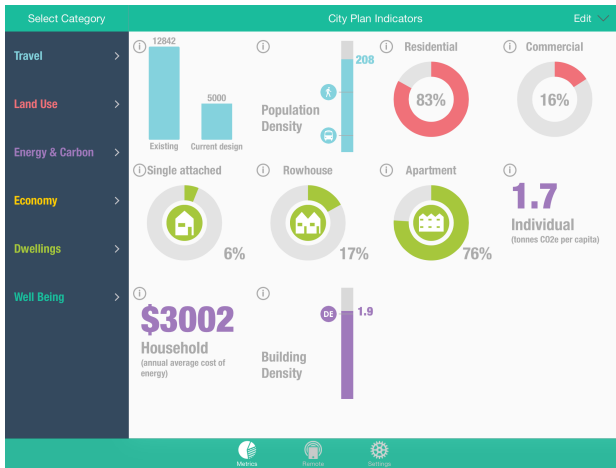 Select Category
City Plan Indicators
Edit
Travel
Land Use
Energy & Carbon
Economy
Dwellings
Well Being
12842
5000
Existing
Current design
Population
Density
208
Residential
83%
Commercial
16%
Single attached
6%
Rowhouse
17%
Apartment
76%
1.7
Individual
(tonnes CO2e per capita)
$3002
Household
(annual average cost of
energy)
Building
Density
DE
1.9
Metrics
Remote
Settings